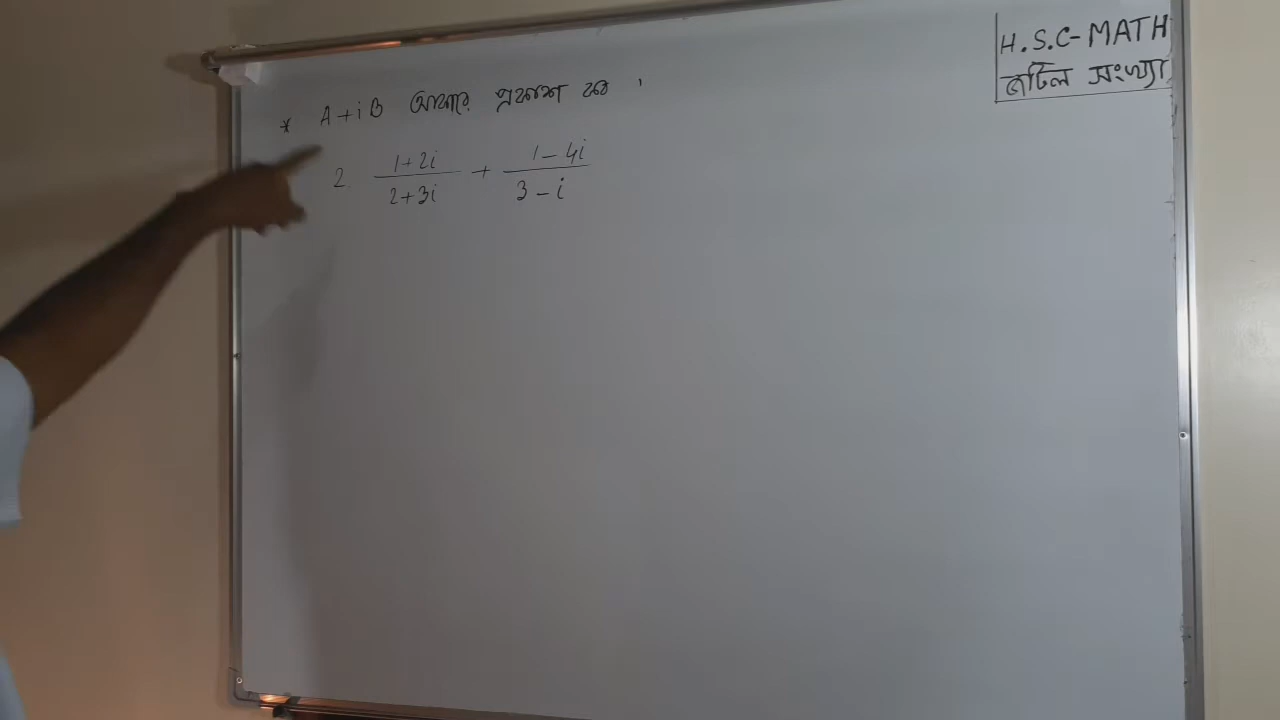 H.S.C-MATH
জটিল সংখ্যা
* A+iB আকারে প্রকাশ কর ।
2. (1+2i)/(2+3i) + (1-4i)/(3-i)